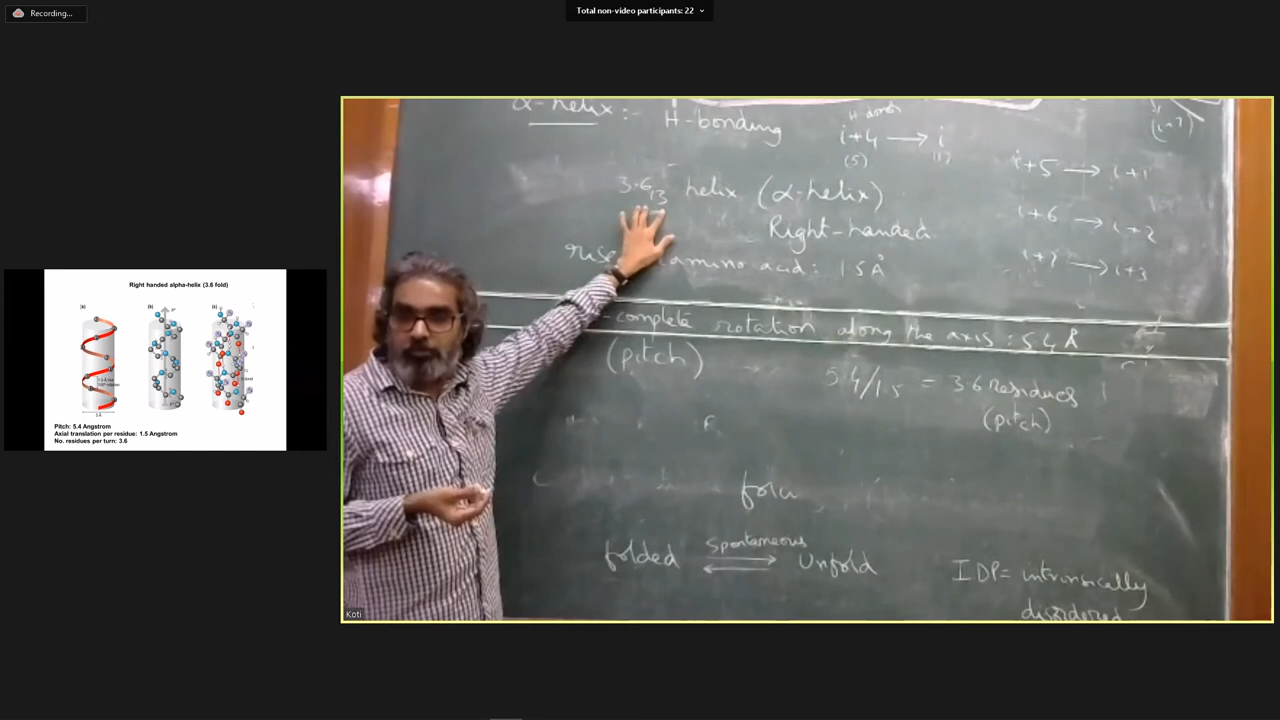 Recording...
Total non-video participants: 22
Right handed alpha-helix (3.6 fold)
(a) (b) (c)
Pitch: 5.4 Angstrom
Axial translation per residue: 1.5 Angstrom
No. residues per turn: 3.6
α-helix :- H-bonding
i+4 → i
(5) (1)
i+5 → i+1
3.6₁₃ helix (α-helix)
Right-handed
i+6 → i+2
rise amino acid: 1.5 Å
i+7 → i+3
complete rotation along the axis: 5.4 Å
(pitch)
5.4/1.5 = 3.6 residues
(pitch)
folded Spontaneous ⇌ Unfold
IDP = intrinsically
disordered
Koti